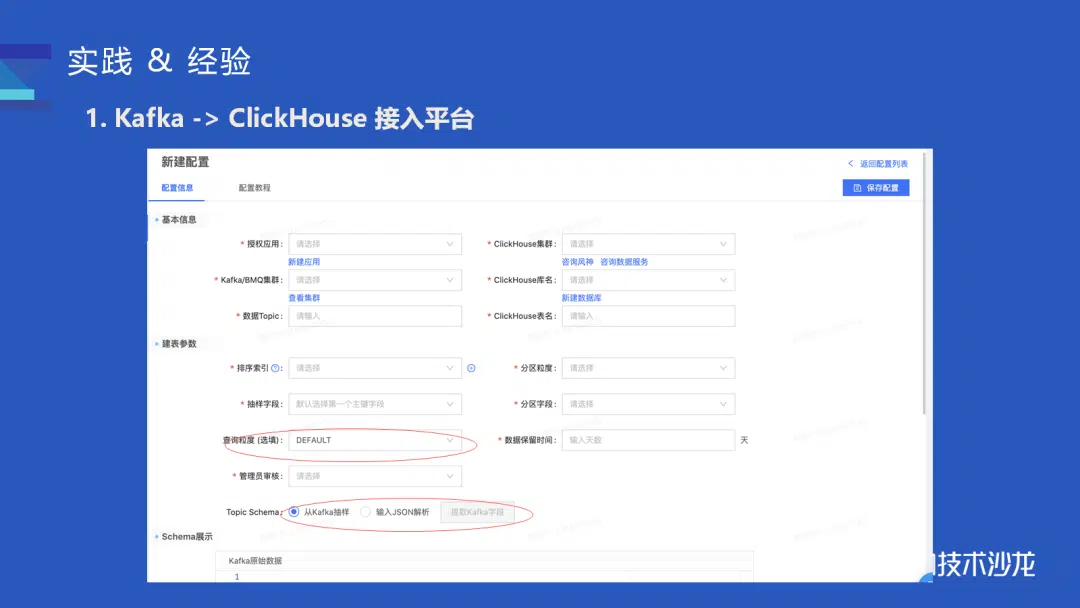 实践 & 经验
1. Kafka -> ClickHouse 接入平台
新建配置
返回配置列表
配置信息 配置教程
保存配置
基本信息
* 授权应用: 请选择 * ClickHouse集群: 请选择
新建应用 咨询风神 咨询数据服务
* Kafka/BMQ集群: 请选择 * ClickHouse库名: 请选择
查看集群 新建数据库
* 数据Topic: 请输入 * ClickHouse表名: 请输入
建表参数
* 排序索引 : 请选择 * 分区粒度: 请选择
* 抽样字段: 默认选择第一个主键字段 * 分区字段: 请选择
查询粒度 (选填): DEFAULT * 数据保留时间: 输入天数 天
* 管理员审核: 请选择
Topic Schema: 从Kafka抽样 输入JSON解析 提取Kafka字段
Schema展示
Kafka原始数据
1
技术沙龙